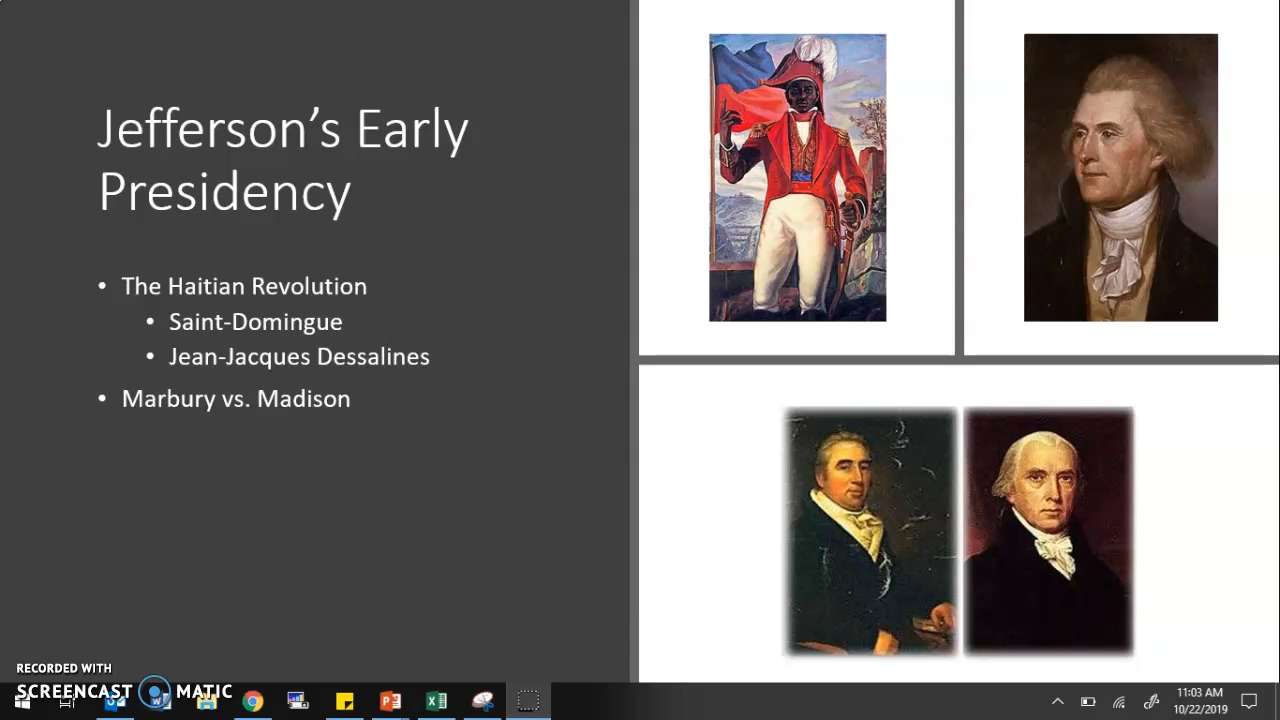 Jefferson's Early
Presidency
• The Haitian Revolution
• Saint-Domingue
• Jean-Jacques Dessalines
• Marbury vs. Madison
RECORDED WITH
SCREENCAST MATIC
11:03 AM
10/22/2019